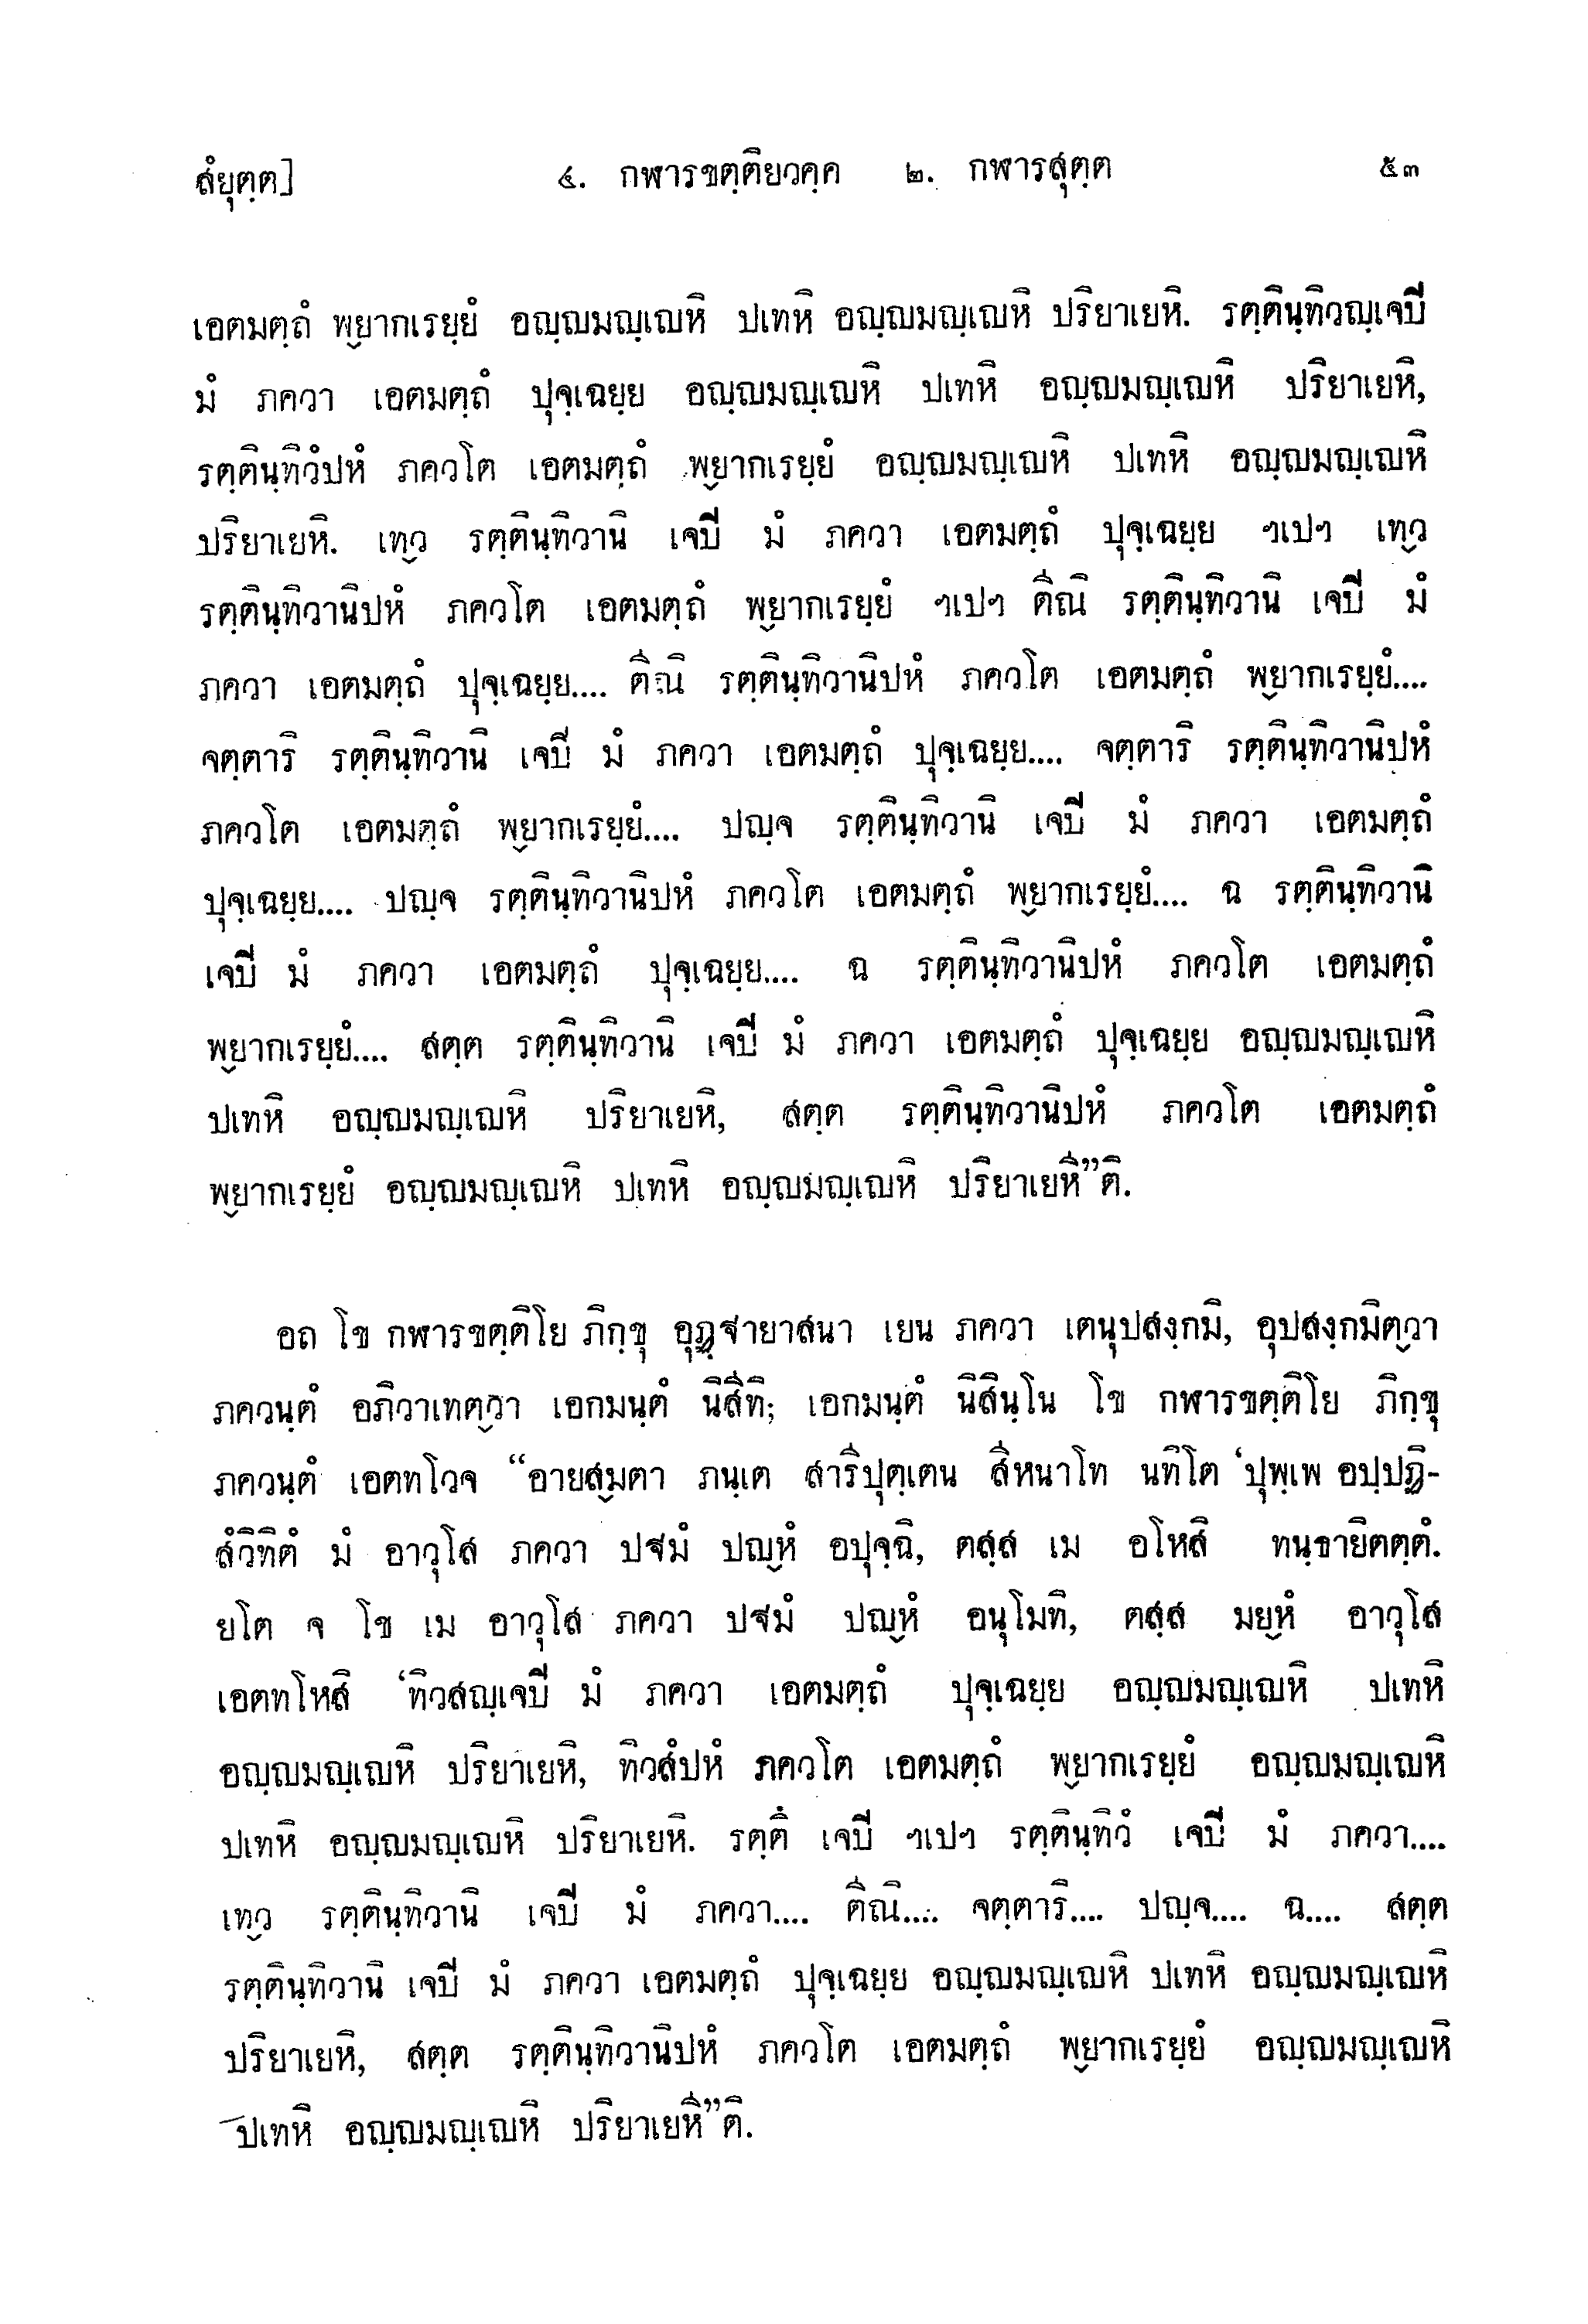 สํยุตฺต]	๔. กฬารขตฺติยวคฺค ๒. กฬารสุตฺต	๕๓
เอตมตฺถํ พฺยากเรยฺยํ อญฺญมญฺเญหิ ปเทหิ อญฺญมญฺเญหิ ปริยาเยหิ. รตฺตินฺทิวญฺเจปิ
มํ ภควา เอตมตฺถํ ปุจฺเฉยฺย อญฺญมญฺเญหิ ปเทหิ อญฺญมญฺเญหิ ปริยาเยหิ,
รตฺตินฺทิวํปหํ ภควโต เอตมตฺถํ พฺยากเรยฺยํ อญฺญมญฺเญหิ ปเทหิ อญฺญมญฺเญหิ
ปริยาเยหิ. เทฺว รตฺตินฺทิวานิ เจปิ มํ ภควา เอตมตฺถํ ปุจฺเฉยฺย ฯเปฯ เทฺว
รตฺตินฺทิวานิปหํ ภควโต เอตมตฺถํ พฺยากเรยฺยํ ฯเปฯ ตีณิ รตฺตินฺทิวานิ เจปิ มํ
ภควา เอตมตฺถํ ปุจฺเฉยฺย.... ตีณิ รตฺตินฺทิวานิปหํ ภควโต เอตมตฺถํ พฺยากเรยฺยํ....
จตฺตาริ รตฺตินฺทิวานิ เจปิ มํ ภควา เอตมตฺถํ ปุจฺเฉยฺย.... จตฺตาริ รตฺตินฺทิวานิปหํ
ภควโต เอตมตฺถํ พฺยากเรยฺยํ.... ปญฺจ รตฺตินฺทิวานิ เจปิ มํ ภควา เอตมตฺถํ
ปุจฺเฉยฺย.... ปญฺจ รตฺตินฺทิวานิปหํ ภควโต เอตมตฺถํ พฺยากเรยฺยํ.... ฉ รตฺตินฺทิวานิ
เจปิ มํ ภควา เอตมตฺถํ ปุจฺเฉยฺย.... ฉ รตฺตินฺทิวานิปหํ ภควโต เอตมตฺถํ
พฺยากเรยฺยํ.... สตฺต รตฺตินฺทิวานิ เจปิ มํ ภควา เอตมตฺถํ ปุจฺเฉยฺย อญฺญมญฺเญหิ
ปเทหิ อญฺญมญฺเญหิ ปริยาเยหิ, สตฺต รตฺตินฺทิวานิปหํ ภควโต เอตมตฺถํ
พฺยากเรยฺยํ อญฺญมญฺเญหิ ปเทหิ อญฺญมญฺเญหิ ปริยาเยหี”ติ.
อถ โข กฬารขตฺติโย ภิกฺขุ อุฏฺฐายาสนา เยน ภควา เตนุปสงฺกมิ, อุปสงฺกมิตฺวา
ภควนฺตํ อภิวาเทตฺวา เอกมนฺตํ นิสีทิ; เอกมนฺตํ นิสินฺโน โข กฬารขตฺติโย ภิกฺขุ
ภควนฺตํ เอตทโวจ “อายสฺมตา ภนฺเต สารีปุตฺเตน สีหนาโท นทิโต ‘ปุพฺเพ อปฺปฏิ-
สํวิทิตํ มํ อาวุโส ภควา ปฐมํ ปญฺหํ อปุจฺฉิ, ตสฺส เม อโหสิ ทนฺธายิตตฺตํ.
ยโต จ โข เม อาวุโส ภควา ปฐมํ ปญฺหํ อนุโมทิ, ตสฺส มยฺหํ อาวุโส
เอตทโหสิ ‘ทิวสญฺเจปิ มํ ภควา เอตมตฺถํ ปุจฺเฉยฺย อญฺญมญฺเญหิ ปเทหิ
อญฺญมญฺเญหิ ปริยาเยหิ, ทิวสํปหํ ภควโต เอตมตฺถํ พฺยากเรยฺยํ อญฺญมญฺเญหิ
ปเทหิ อญฺญมญฺเญหิ ปริยาเยหิ. รตฺตึ เจปิ ฯเปฯ รตฺตินฺทิวํ เจปิ มํ ภควา....
เทฺว รตฺตินฺทิวานิ เจปิ มํ ภควา.... ตีณิ.... จตฺตาริ.... ปญฺจ.... ฉ.... สตฺต
รตฺตินฺทิวานิ เจปิ มํ ภควา เอตมตฺถํ ปุจฺเฉยฺย อญฺญมญฺเญหิ ปเทหิ อญฺญมญฺเญหิ
ปริยาเยหิ, สตฺต รตฺตินฺทิวานิปหํ ภควโต เอตมตฺถํ พฺยากเรยฺยํ อญฺญมญฺเญหิ
ปเทหิ อญฺญมญฺเญหิ ปริยาเยหี”ติ.